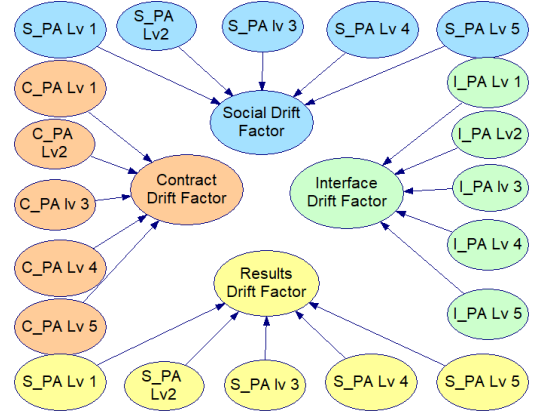 S_PA Lv 1
S_PA
Lv2
S_PA lv 3
S_PA Lv 4
S_PA Lv 5
C_PA Lv 1
I_PA Lv 1
Social Drift
Factor
C_PA
Lv2
I_PA Lv2
Contract
Drift Factor
Interface
Drift Factor
I_PA lv 3
C_PA lv 3
I_PA Lv 4
C_PA Lv 4
Results
Drift Factor
I_PA Lv 5
C_PA Lv 5
S_PA Lv 1
S_PA
Lv2
S_PA lv 3
S_PA Lv 4
S_PA Lv 5